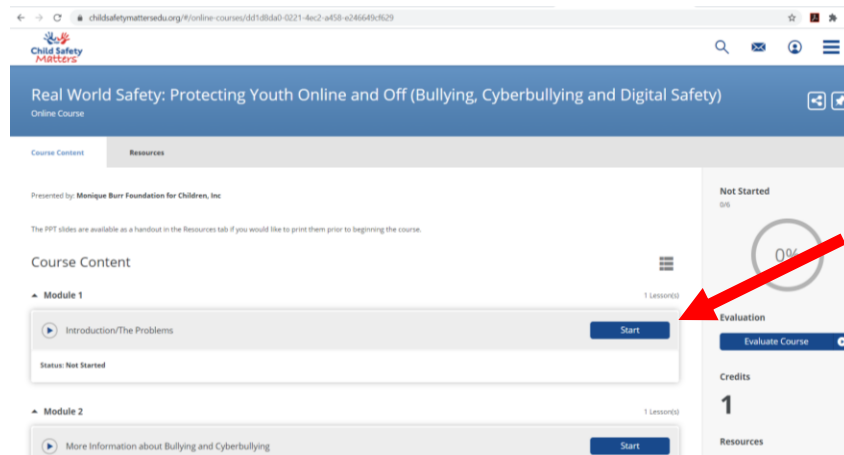 childsafetymattersedu.org/#/online-courses/dd1d8da0-0221-4ec2-a458-e246649cf629
Child Safety
Matters
Real World Safety: Protecting Youth Online and Off (Bullying, Cyberbullying and Digital Safety)
Online Course
Course Content
Resources
Presented by: Monique Burr Foundation for Children, Inc
Not Started
0/6
The PPT slides are available as a handout in the Resources tab if you would like to print them prior to beginning the course.
0%
Course Content
Module 1
1 Lesson(s)
Introduction/The Problems
Start
Evaluation
Evaluate Course
Status: Not Started
Credits
1
Module 2
1 Lesson(s)
More Information about Bullying and Cyberbullying
Start
Resources